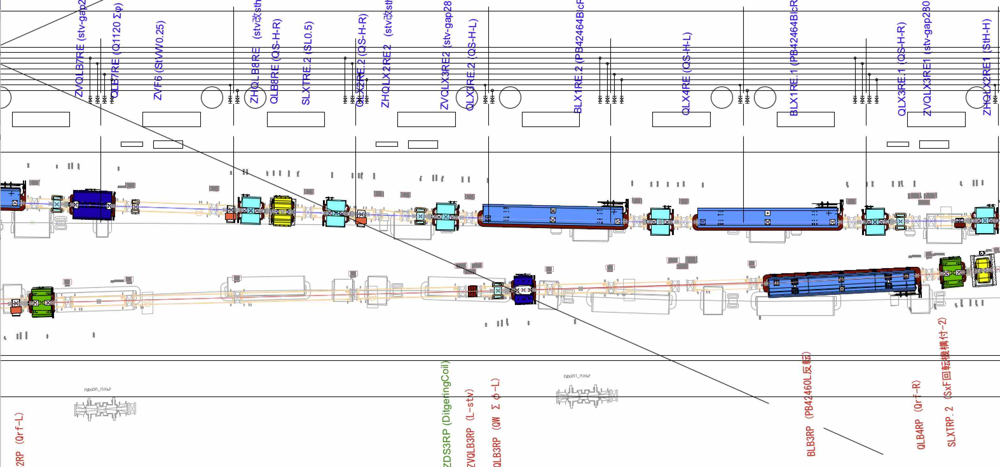 ZVQLB7RE (stv-gap2
QLB7RE (Q1120 Σφ)
ZVF6 (StVW0.25)
ZHQLB8RE (stv改sth
QLB8RE (QS-H-R)
SLXTRE.2 (SL0.5)
QLX2RE.2 (QS-H-R)
ZHQLX2RE2 (stv改sth
ZVQLX3RE2 (stv-gap28
QLX3RE.2 (QS-H-L)
BLX1RE.2 (PB42464BlcR
QLX4RE (QS-H-L)
BLX1RE.1 (PB42464BlcR
QLX3RE.1 (QS-H-R)
ZVQLX3RE1 (stv-gap280
ZHQLX2RE1 (StH-H)
2RP (Qrf-L)
PMD02HS_1500mP
ZDS3RP (DitgeringCoil)
ZVQLB3RP (L-stv)
QLB3RP (QW Σφ-L)
BLB3RP (PB42460L反転)
QLB4RP (Qrf-R)
SLXTRP.2 (SxF回転機構付-2)